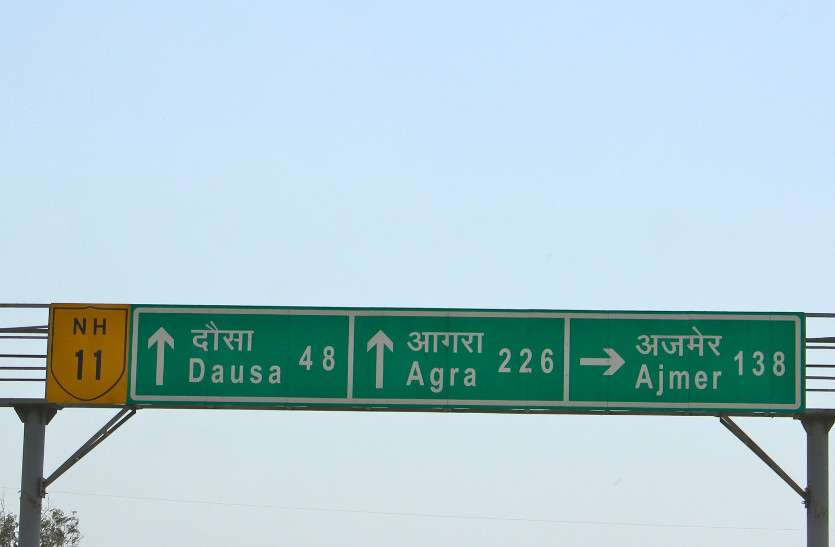 NH
11
दौसा
Dausa 48
आगरा
Agra 226
अजमेर
Ajmer 138